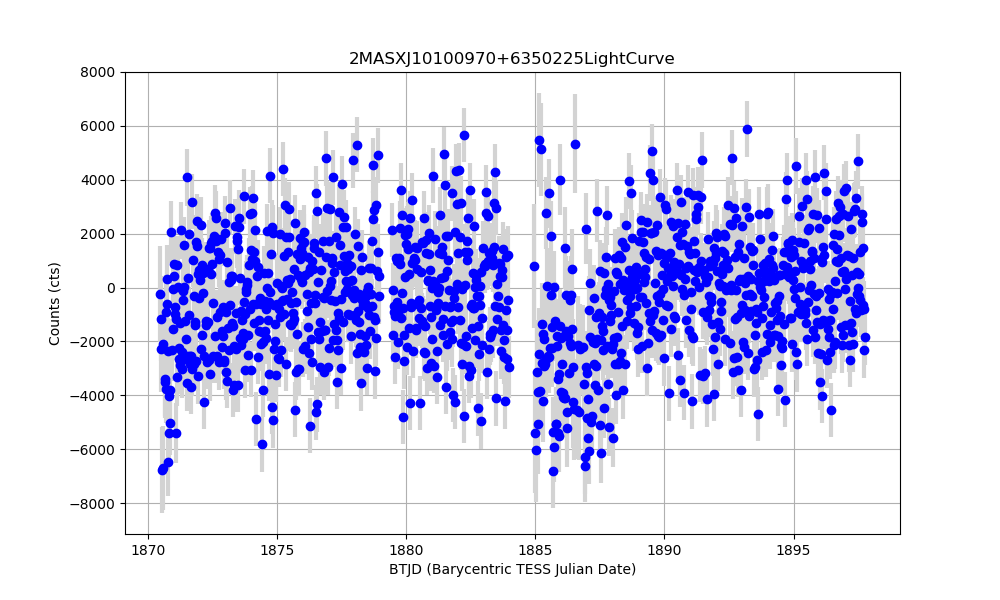 2MASXJ10100970+6350225LightCurve
8000
6000
4000
2000
0
−2000
−4000
−6000
−8000
Counts (cts)
1870 1875 1880 1885 1890 1895
BTJD (Barycentric TESS Julian Date)